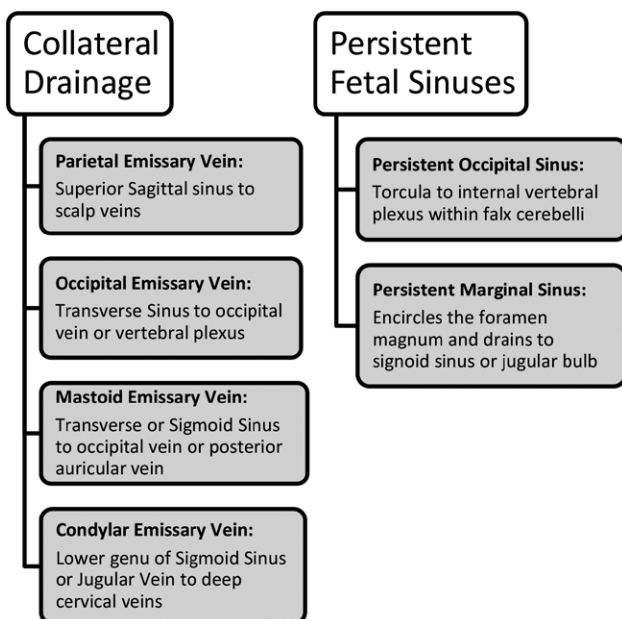 Collateral
Drainage
Parietal Emissary Vein:
Superior Sagittal sinus to
scalp veins
Occipital Emissary Vein:
Transverse Sinus to occipital
vein or vertebral plexus
Mastoid Emissary Vein:
Transverse or Sigmoid Sinus
to occipital vein or posterior
auricular vein
Condylar Emissary Vein:
Lower genu of Sigmoid Sinus
or Jugular Vein to deep
cervical veins
Persistent
Fetal Sinuses
Persistent Occipital Sinus:
Torcula to internal vertebral
plexus within falx cerebelli
Persistent Marginal Sinus:
Encircles the foramen
magnum and drains to
signoid sinus or jugular bulb